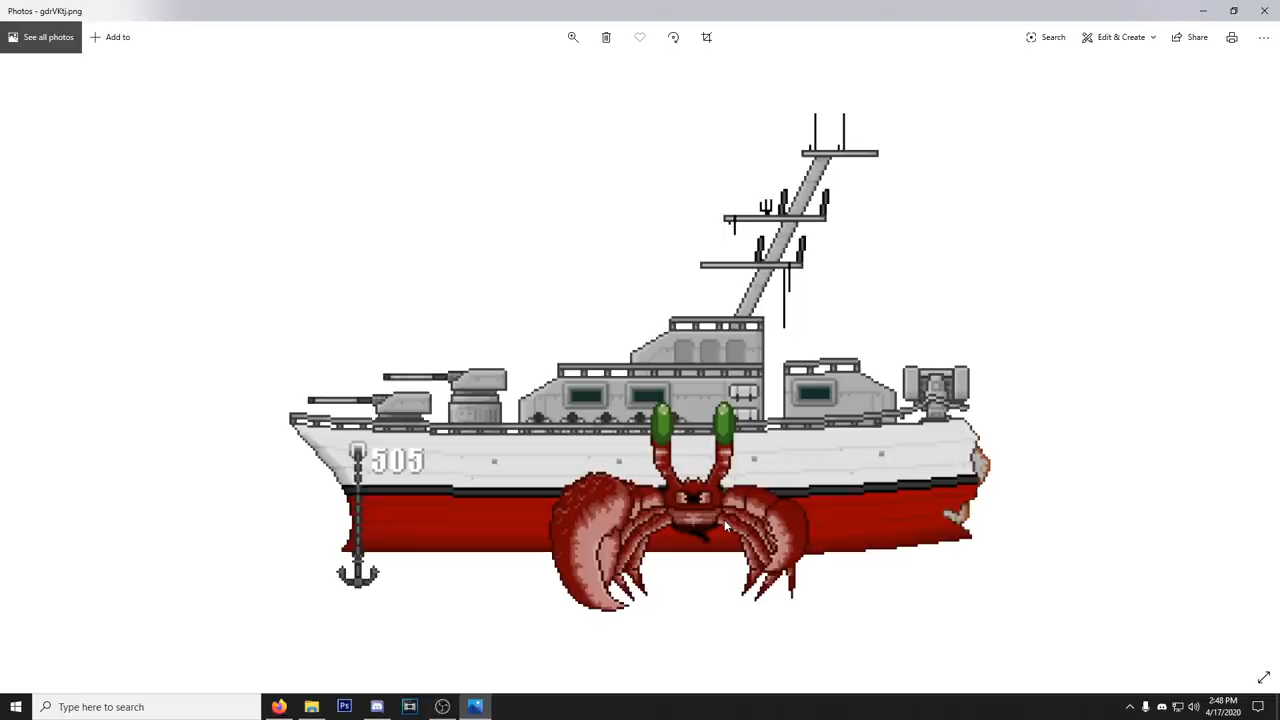 Photos - gdrVKtj.png
See all photos
Add to
Search
Edit & Create
Share
505
Type here to search
Ps
2:48 PM
4/17/2020